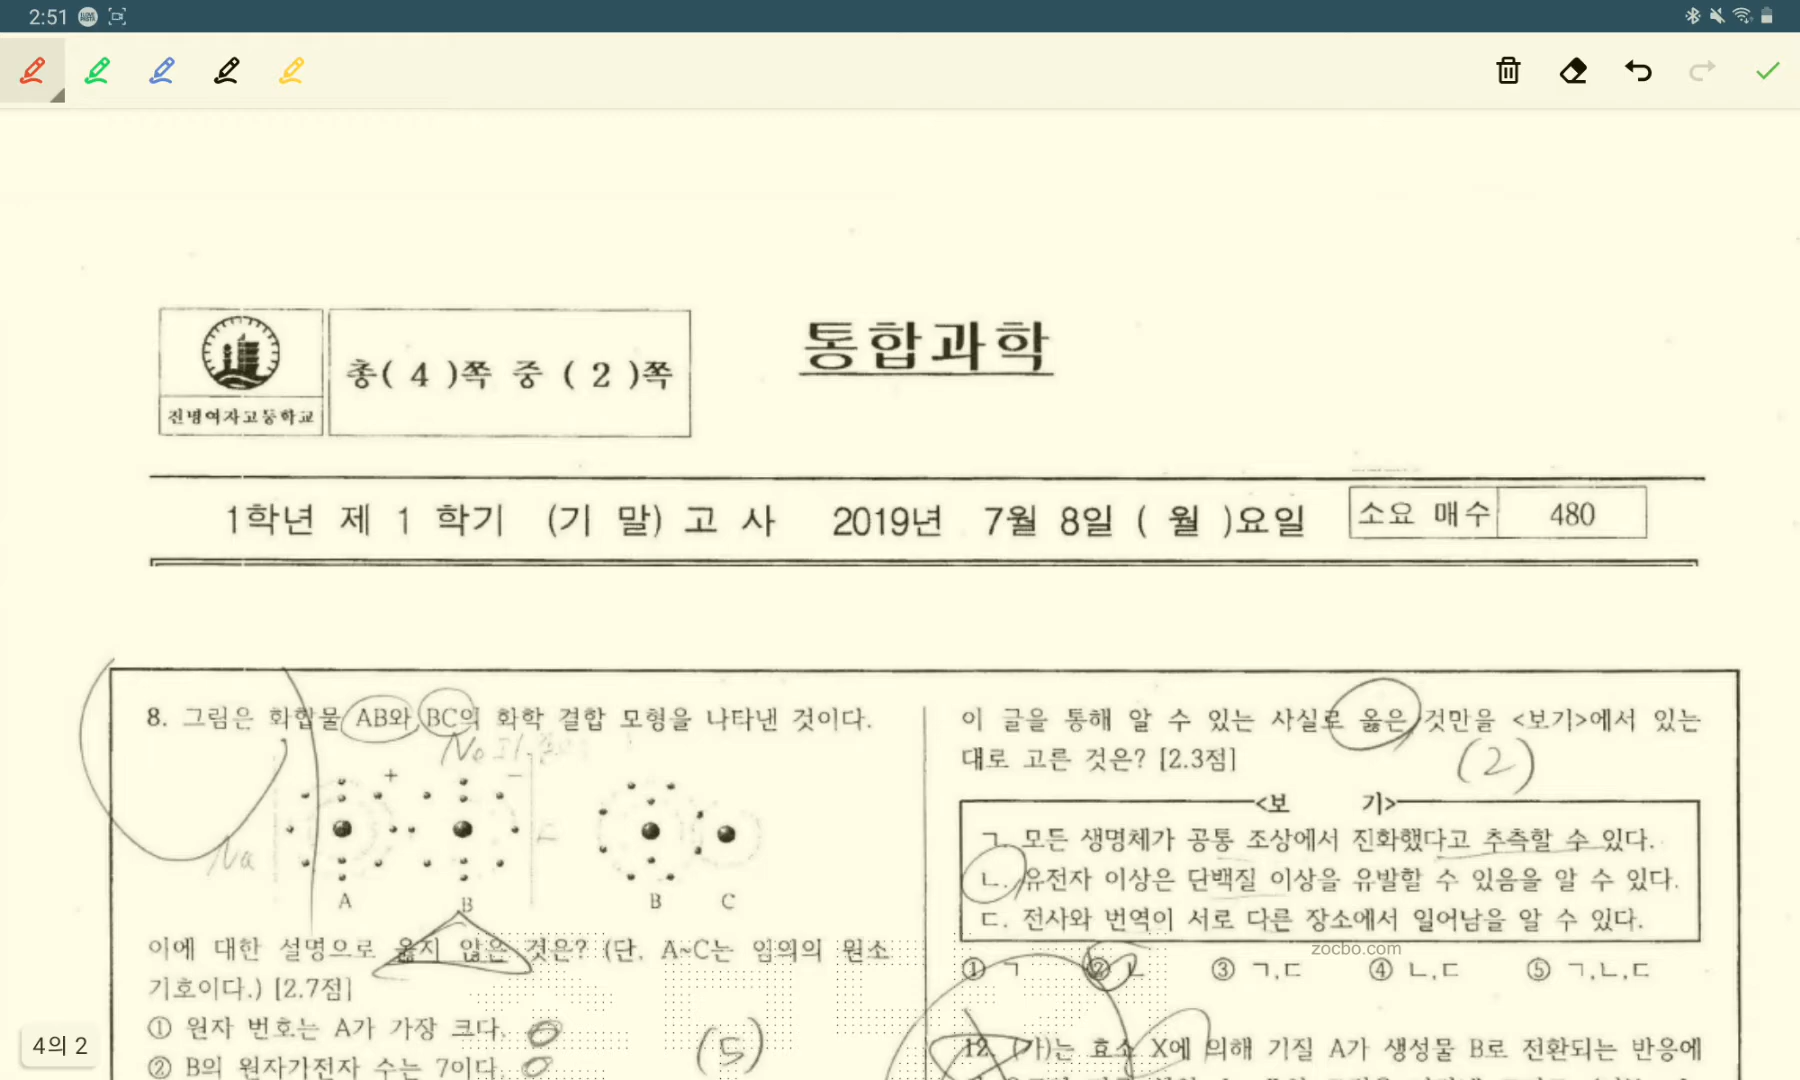 2:51
총( 4 )쪽 중 ( 2 )쪽
진명여자고등학교
통합과학
1학년 제 1 학기 (기 말) 고 사 2019년 7월 8일 ( 월 )요일
소요 매수 480
8. 그림은 화합물 AB와 BC의 화학 결합 모형을 나타낸 것이다.
+ −
Na
A B B C
이에 대한 설명으로 옳지 않은 것은? (단, A~C는 임의의 원소
기호이다.) [2.7점]
① 원자 번호는 A가 가장 크다.
(5)
② B의 원자가전자 수는 7이다.
이 글을 통해 알 수 있는 사실로 옳은 것만을 <보기>에서 있는
대로 고른 것은? [2.3점]
(2)
<보 기>
ㄱ. 모든 생명체가 공통 조상에서 진화했다고 추측할 수 있다.
ㄴ. 유전자 이상은 단백질 이상을 유발할 수 있음을 알 수 있다.
ㄷ. 전사와 번역이 서로 다른 장소에서 일어남을 알 수 있다.
zocbo.com
① ㄱ ② ㄴ ③ ㄱ,ㄷ ④ ㄴ,ㄷ ⑤ ㄱ,ㄴ,ㄷ
12. (가)는 효소 X에 의해 기질 A가 생성물 B로 전환되는 반응에
4의 2